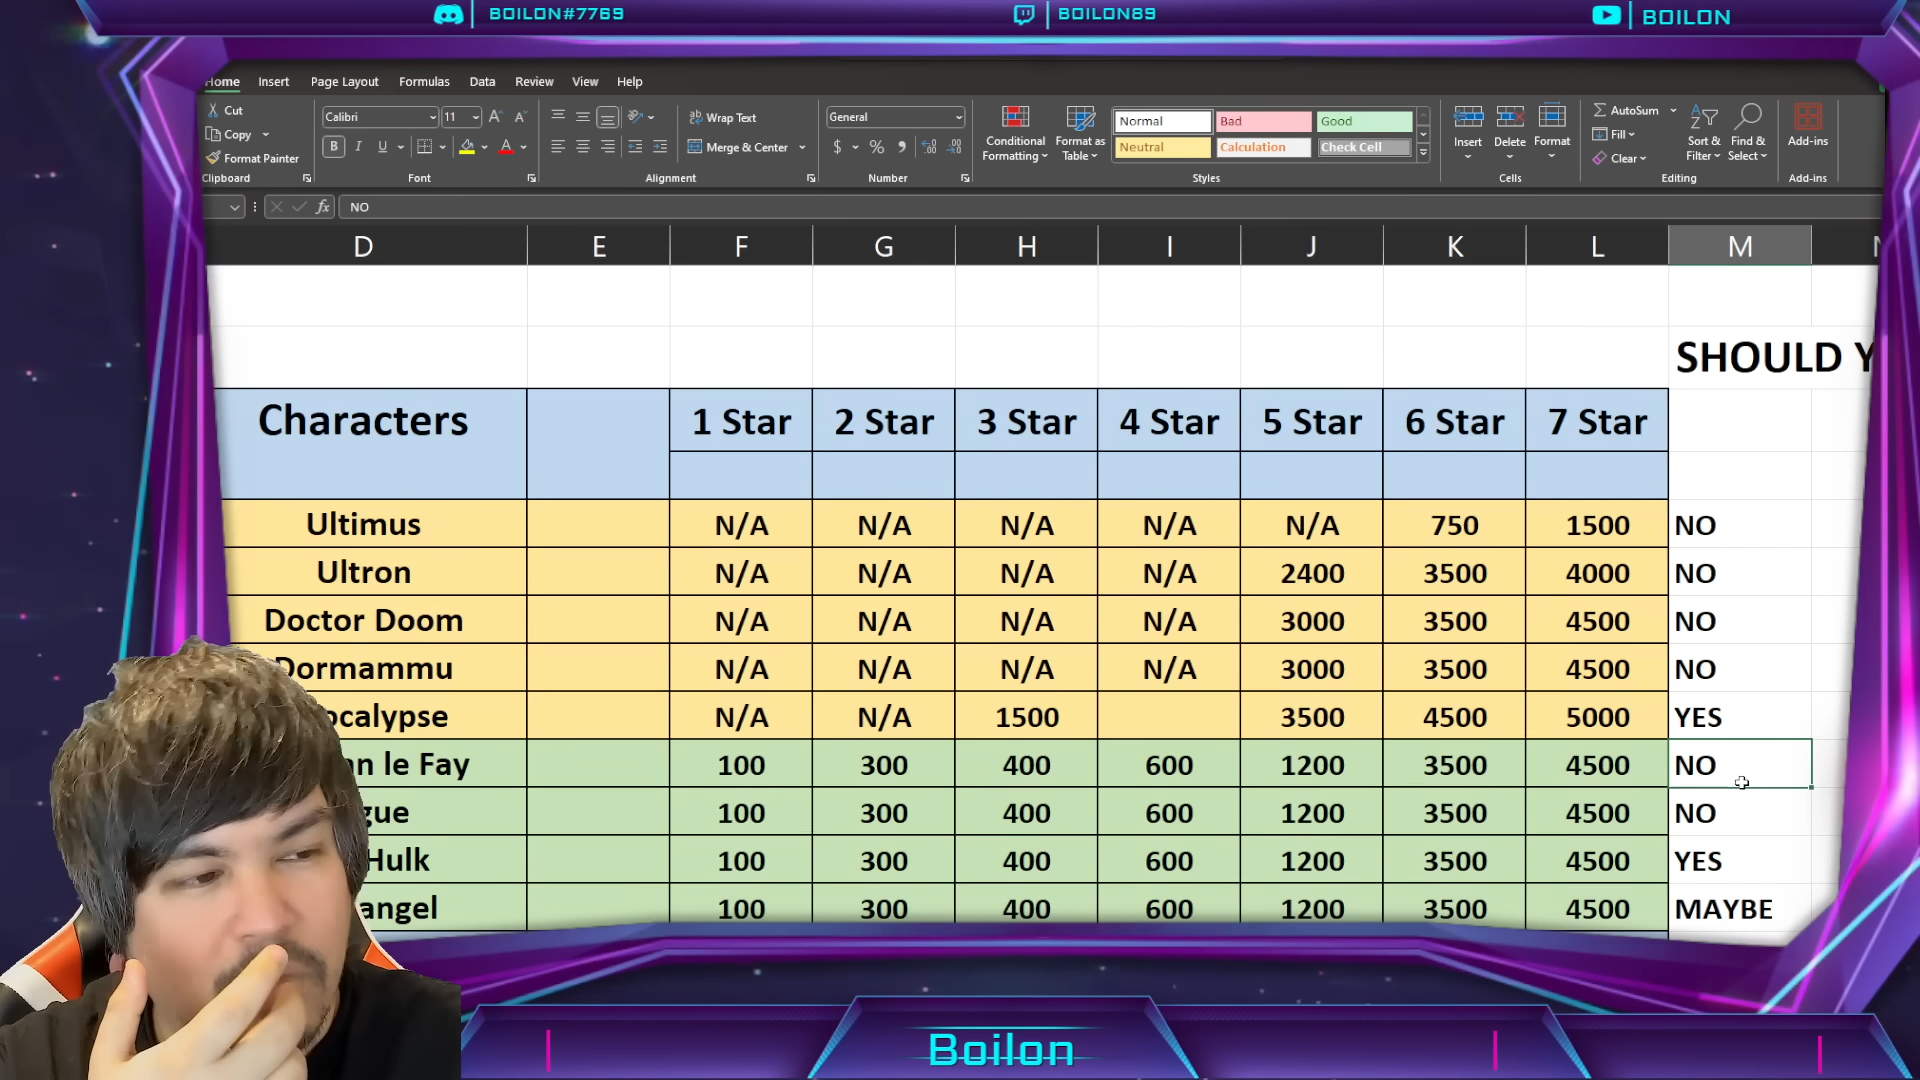 BOILON#7769
BOILON89
BOILON
Home Insert Page Layout Formulas Data Review View Help
Cut
Copy
Format Painter
Clipboard
Calibri 11
B I U
Font
Wrap Text
Merge & Center
Alignment
General
$ % ,
Number
Conditional Formatting
Format as Table
Normal Bad Good
Neutral Calculation Check Cell
Styles
Insert Delete Format
Cells
AutoSum
Fill
Clear
Sort & Filter
Find & Select
Editing
Add-ins
Add-ins
fx NO
D E F G H I J K L M
SHOULD Y
Characters 1 Star 2 Star 3 Star 4 Star 5 Star 6 Star 7 Star
Ultimus N/A N/A N/A N/A N/A 750 1500 NO
Ultron N/A N/A N/A N/A 2400 3500 4000 NO
Doctor Doom N/A N/A N/A N/A 3000 3500 4500 NO
Dormammu N/A N/A N/A N/A 3000 3500 4500 NO
ocalypse N/A N/A 1500 3500 4500 5000 YES
n le Fay 100 300 400 600 1200 3500 4500 NO
gue 100 300 400 600 1200 3500 4500 NO
Hulk 100 300 400 600 1200 3500 4500 YES
angel 100 300 400 600 1200 3500 4500 MAYBE
Boilon